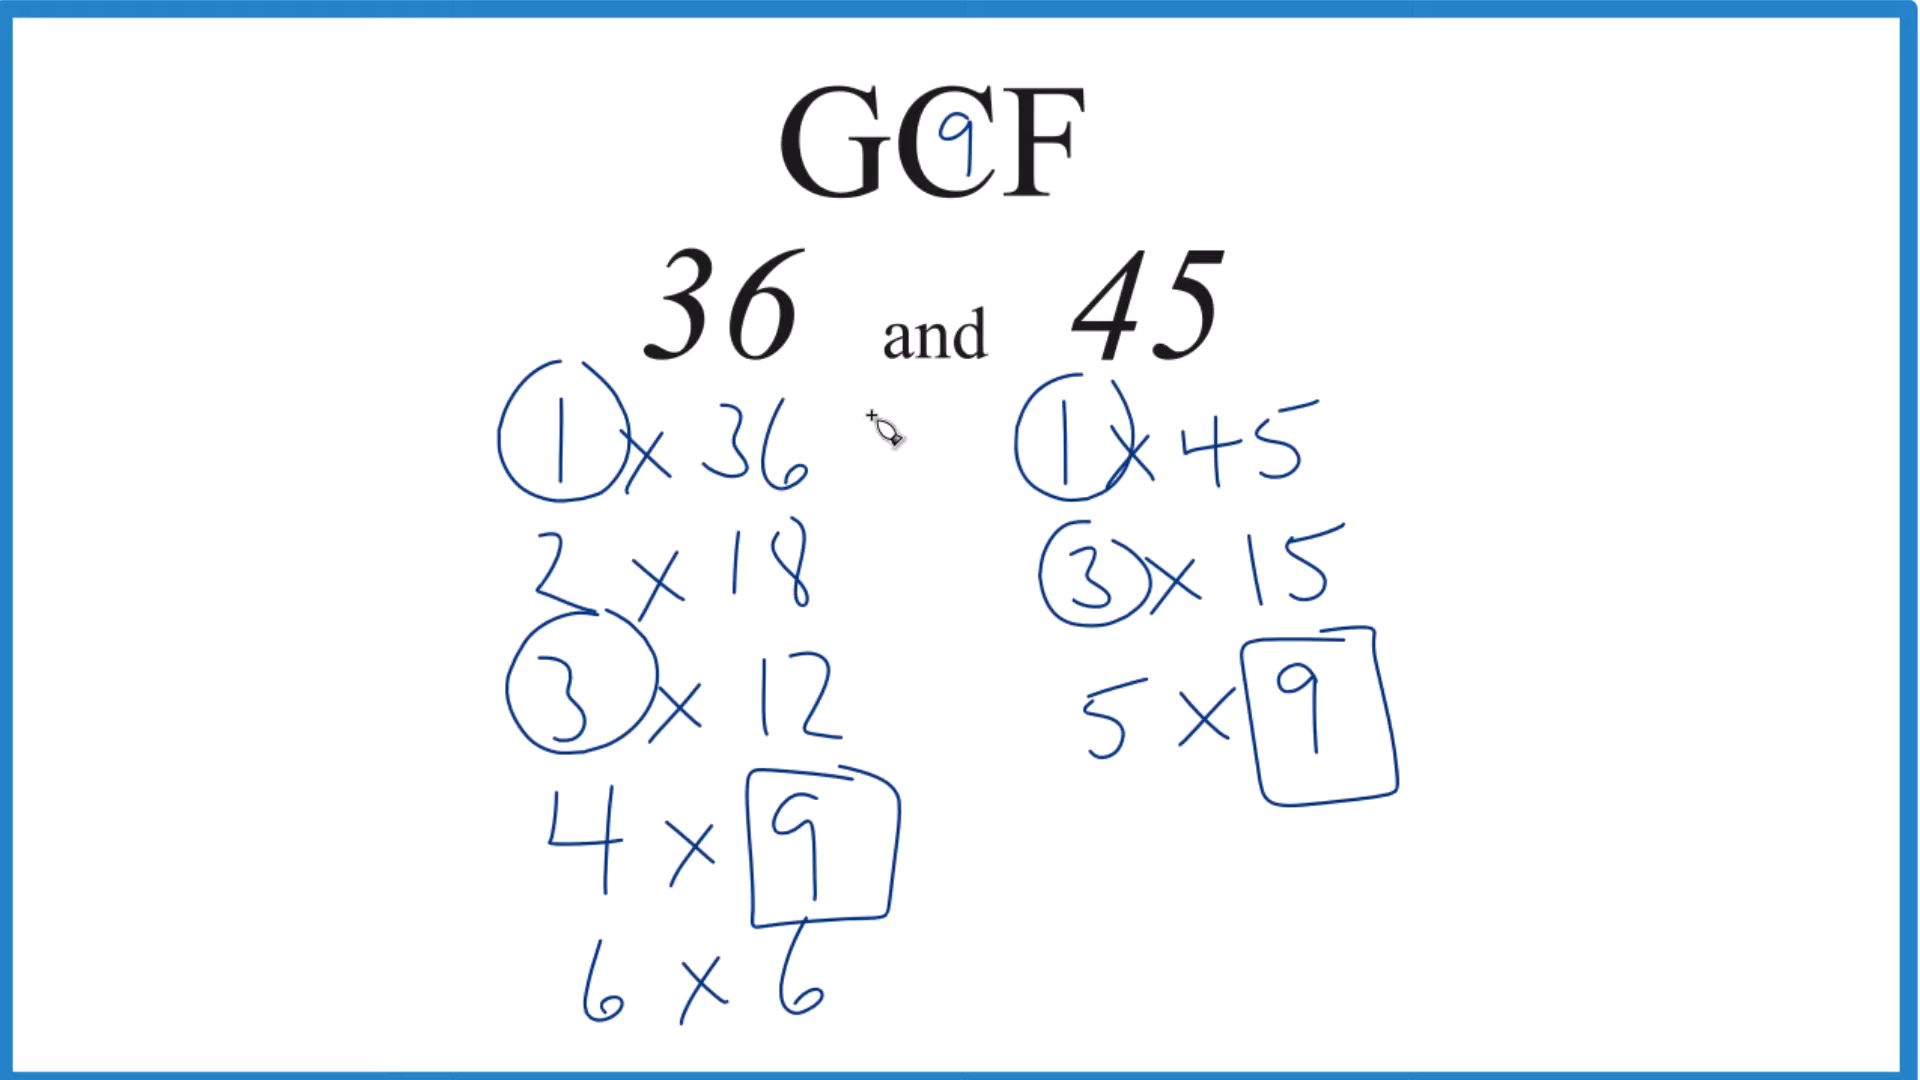 GCF
9
36 and 45
1 x 36
1 x 45
2 x 18
3 x 15
3 x 12
5 x 9
4 x 9
6 x 6